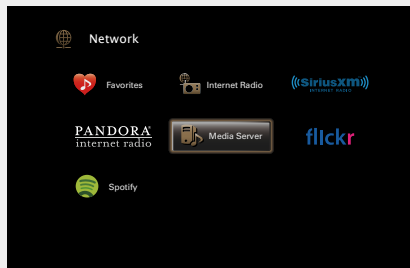 Network
Favorites
Internet Radio
((SiriusXM))
INTERNET RADIO
PANDORA®
internet radio
Media Server
flickr
Spotify